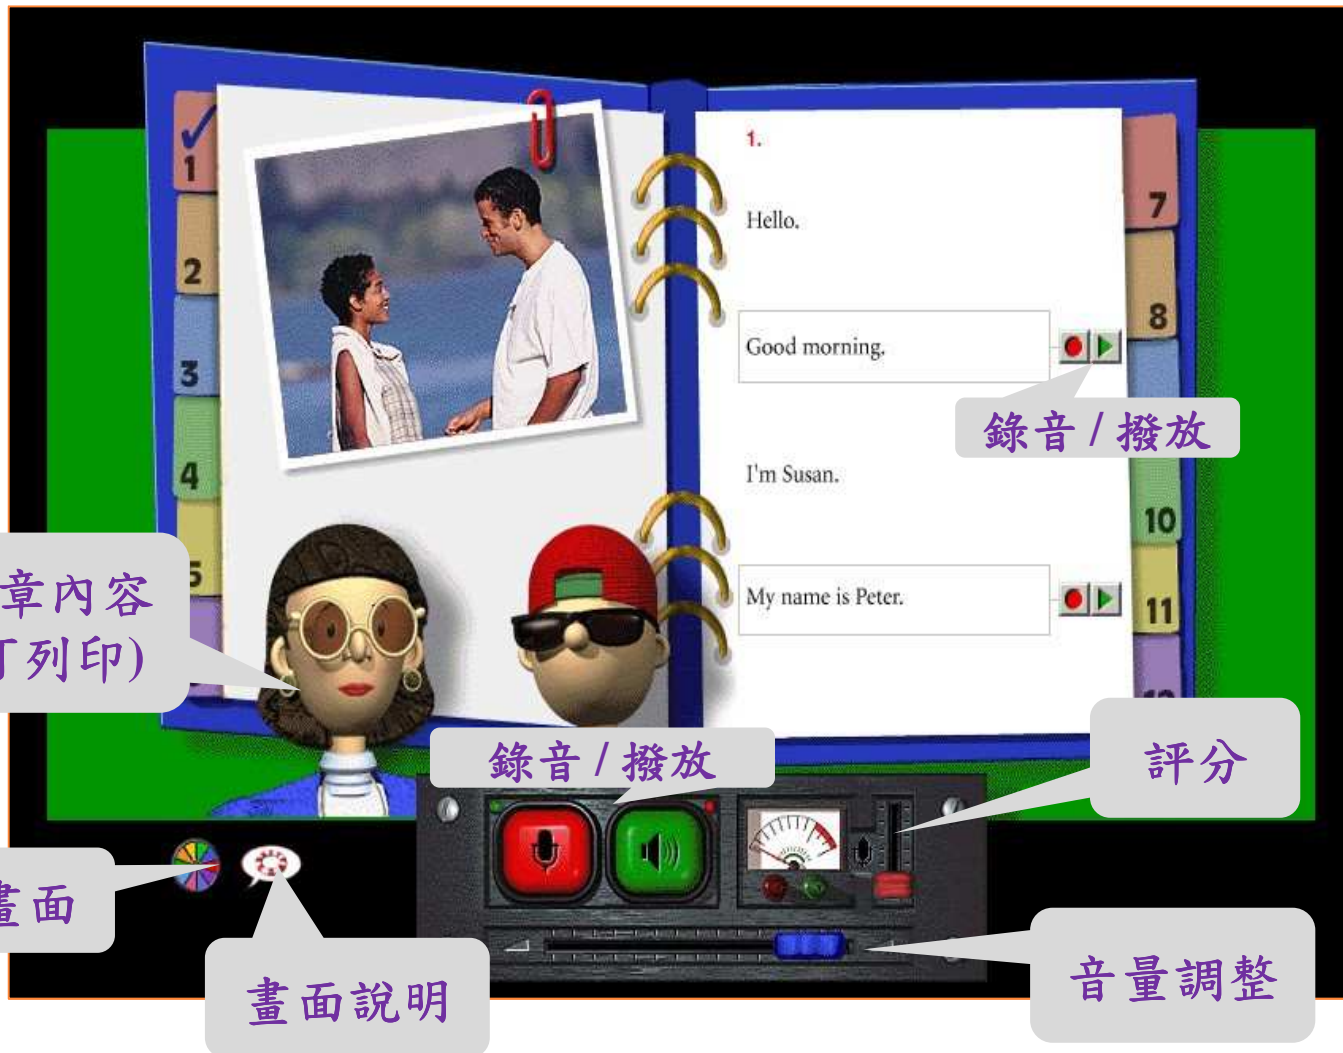 1
2
3
4
5
1.
Hello.
Good morning.
錄音 / 撥放
I'm Susan.
My name is Peter.
7
8
10
11
章內容
列印)
錄音 / 撥放
評分
畫面
畫面說明
音量調整